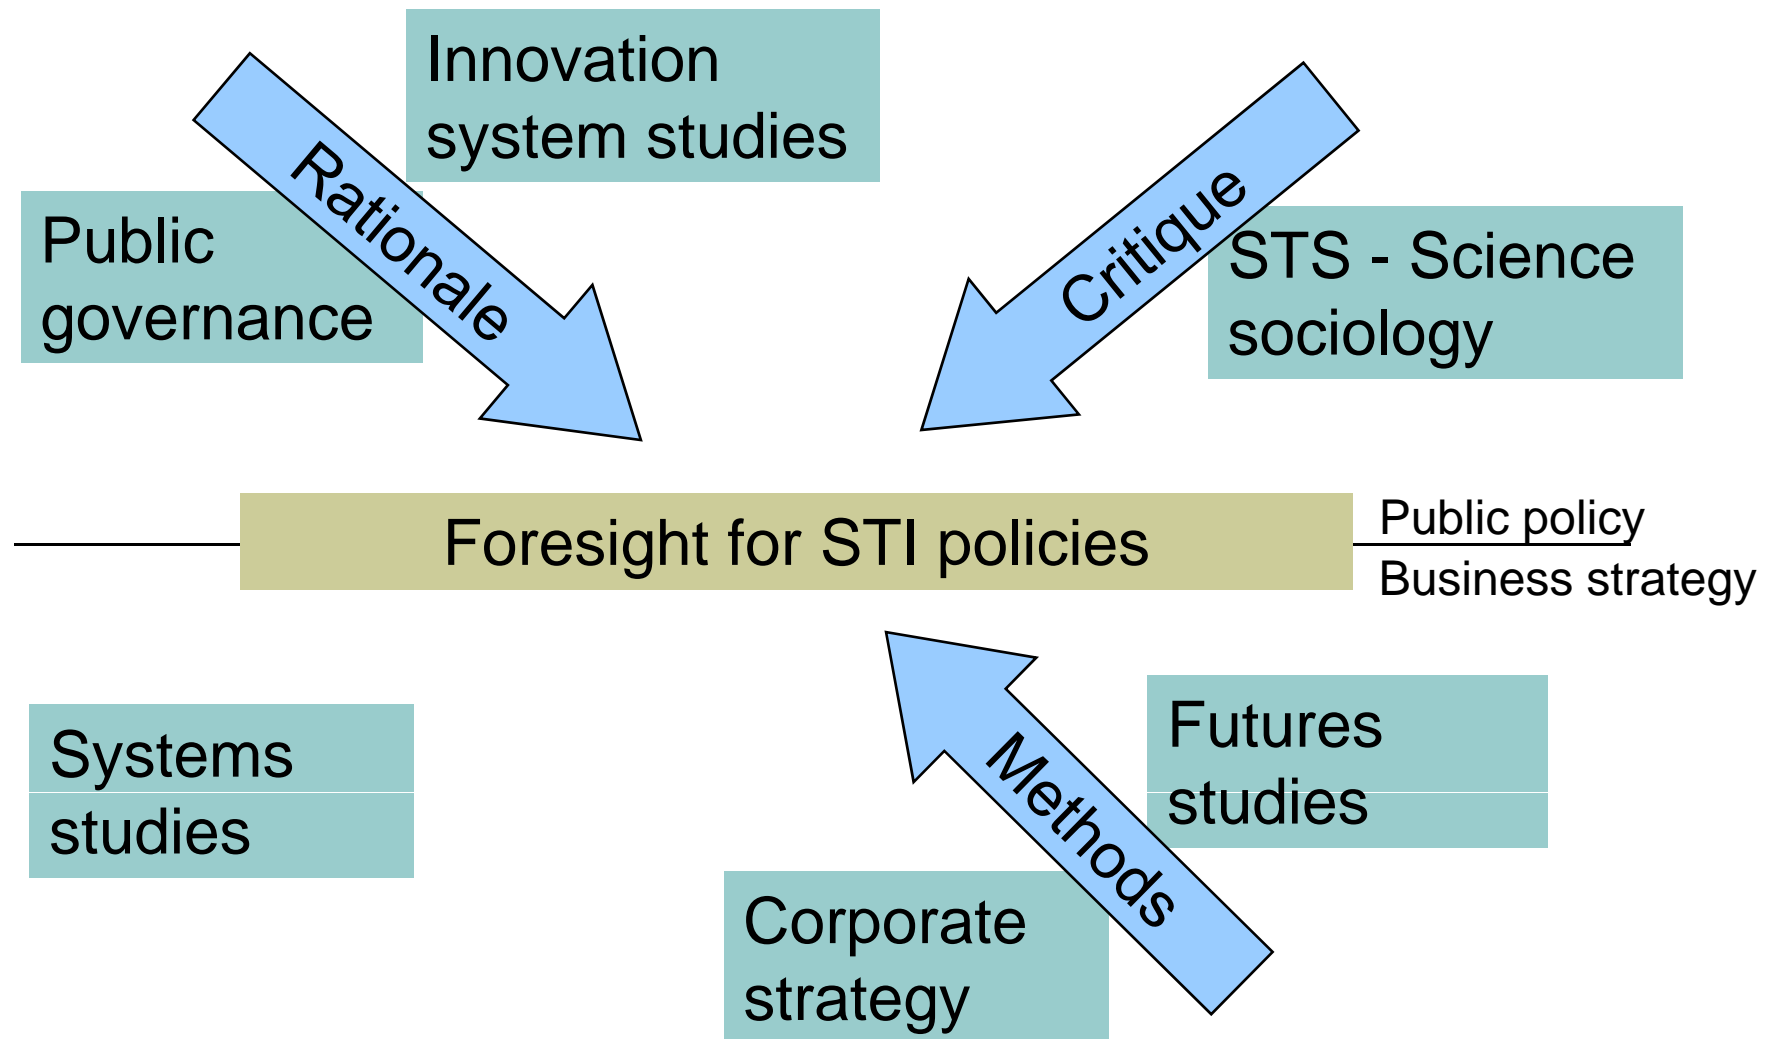 Innovation
system studies
Rationale
Public
governance
Critique
STS - Science
sociology
Foresight for STI policies
Public policy
Business strategy
Systems
studies
Futures
studies
Methods
Corporate
strategy